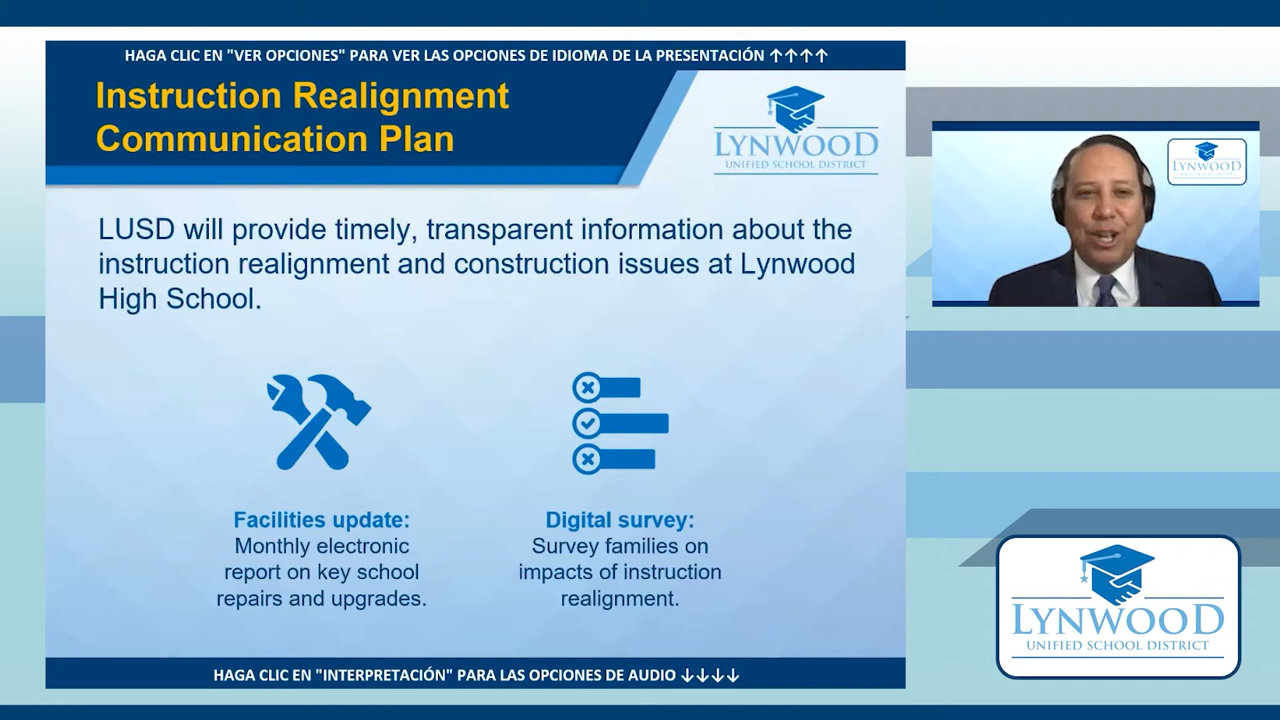 HAGA CLIC EN "VER OPCIONES" PARA VER LAS OPCIONES DE IDIOMA DE LA PRESENTACIÓN ↑↑↑↑
Instruction Realignment
Communication Plan
LYNWOOD
UNIFIED SCHOOL DISTRICT
LUSD will provide timely, transparent information about the
instruction realignment and construction issues at Lynwood
High School.
Facilities update:
Monthly electronic
report on key school
repairs and upgrades.
Digital survey:
Survey families on
impacts of instruction
realignment.
HAGA CLIC EN "INTERPRETACIÓN" PARA LAS OPCIONES DE AUDIO ↓↓↓↓
LYNWOOD
LYNWOOD
UNIFIED SCHOOL DISTRICT